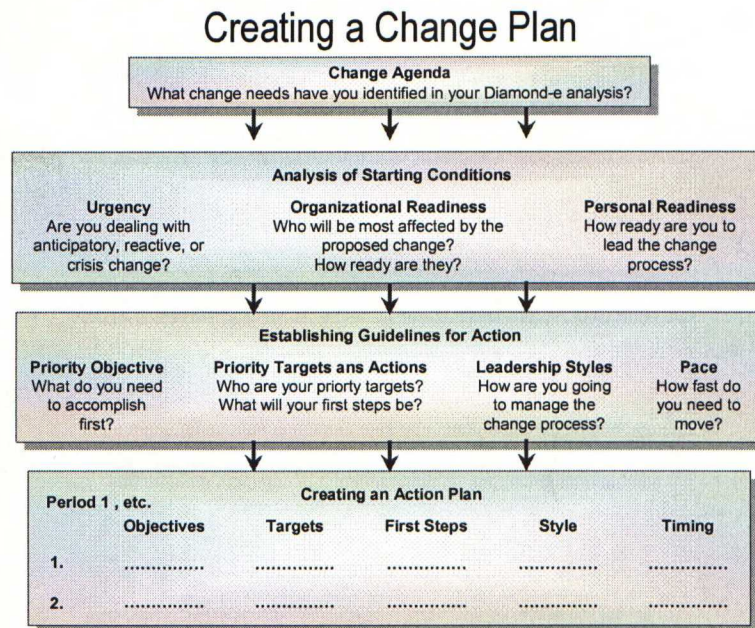 Creating a Change Plan
Change Agenda
What change needs have you identified in your Diamond-e analysis?
Analysis of Starting Conditions
Urgency
Are you dealing with
anticipatory, reactive, or
crisis change?
Organizational Readiness
Who will be most affected by the
proposed change?
How ready are they?
Personal Readiness
How ready are you to
lead the change
process?
Establishing Guidelines for Action
Priority Objective
What do you need
to accomplish
first?
Priority Targets ans Actions
Who are your priorty targets?
What will your first steps be?
Leadership Styles
How are you going
to manage the
change process?
Pace
How fast do
you need to
move?
Creating an Action Plan
Period 1 , etc.
Objectives Targets First Steps Style Timing
1. .............. .............. .............. .............. ..............
2. .............. .............. .............. .............. ..............